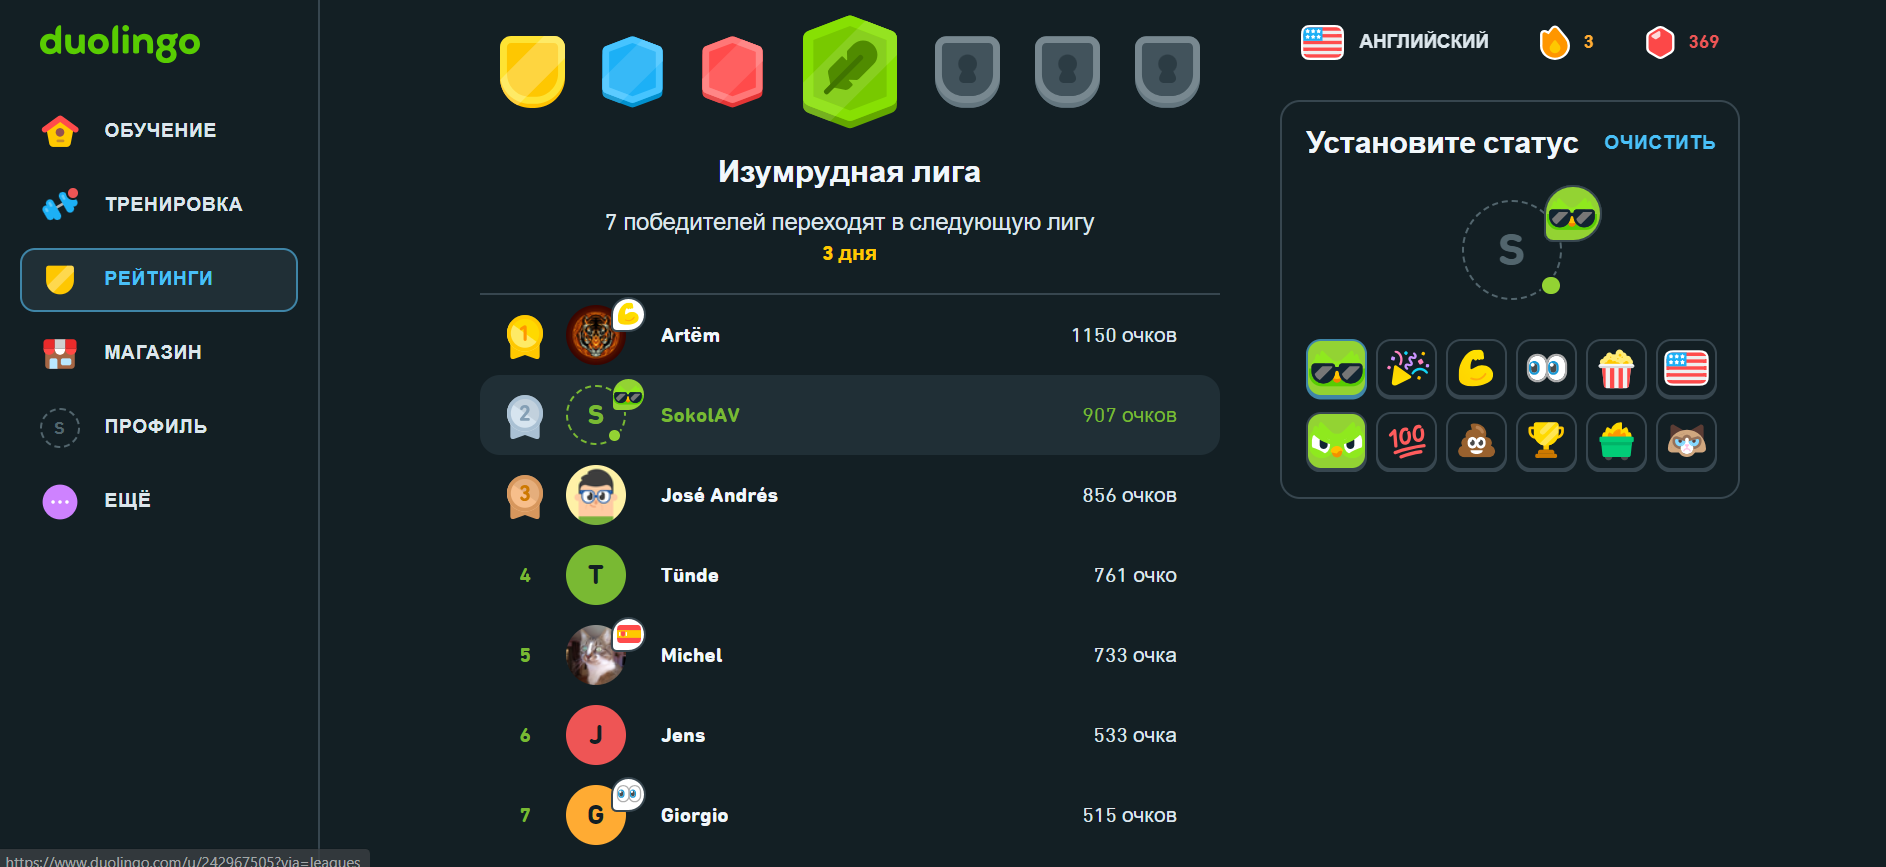 duolingo
ОБУЧЕНИЕ
ТРЕНИРОВКА
РЕЙТИНГИ
МАГАЗИН
S ПРОФИЛЬ
ЕЩЁ
Изумрудная лига
7 победителей переходят в следующую лигу
3 дня
1 Artëm 1150 очков
2 S SokolAV 907 очков
3 José Andrés 856 очков
4 T Tünde 761 очко
5 Michel 733 очка
6 J Jens 533 очка
7 G Giorgio 515 очков
АНГЛИЙСКИЙ 3 369
Установите статус ОЧИСТИТЬ
S
100
https://www.duolingo.com/u/242967505?via=leagues